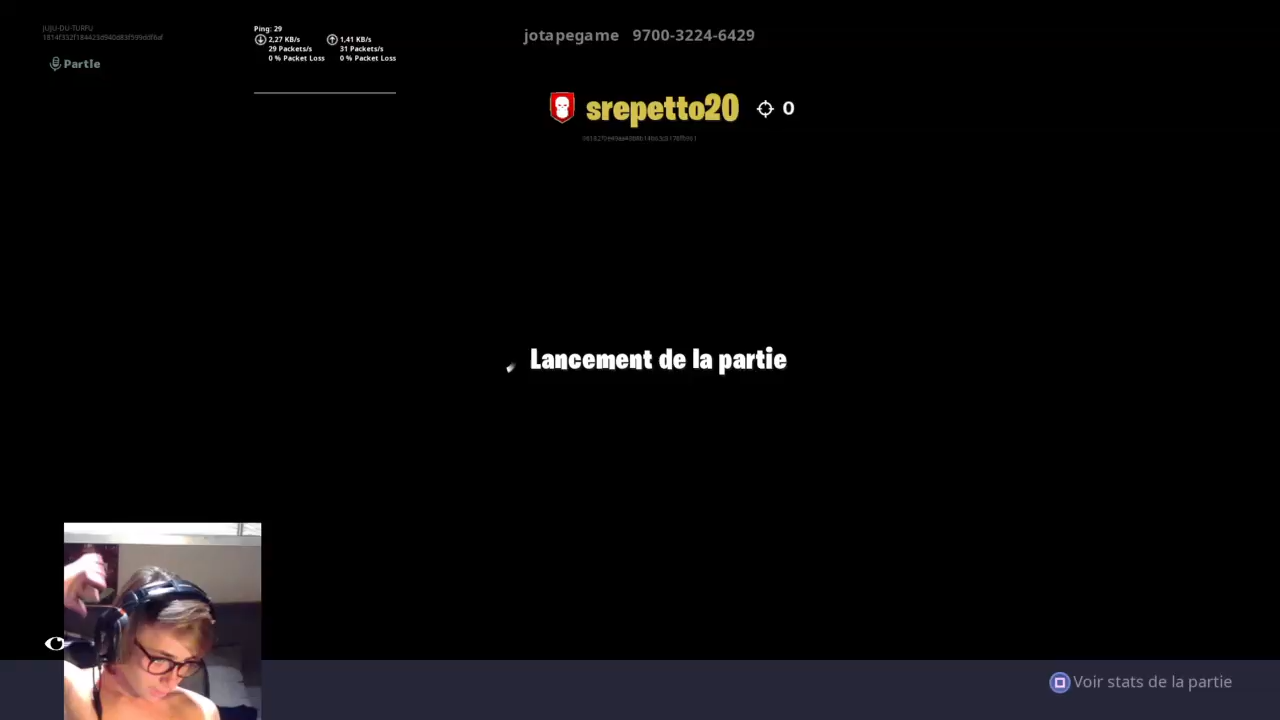 JUJU-DU-TURFU
Partie
Ping: 29
2,27 KB/s 1,41 KB/s
29 Packets/s 31 Packets/s
0 % Packet Loss 0 % Packet Loss
jotapegame 9700-3224-6429
srepetto20 0
Lancement de la partie
Voir stats de la partie